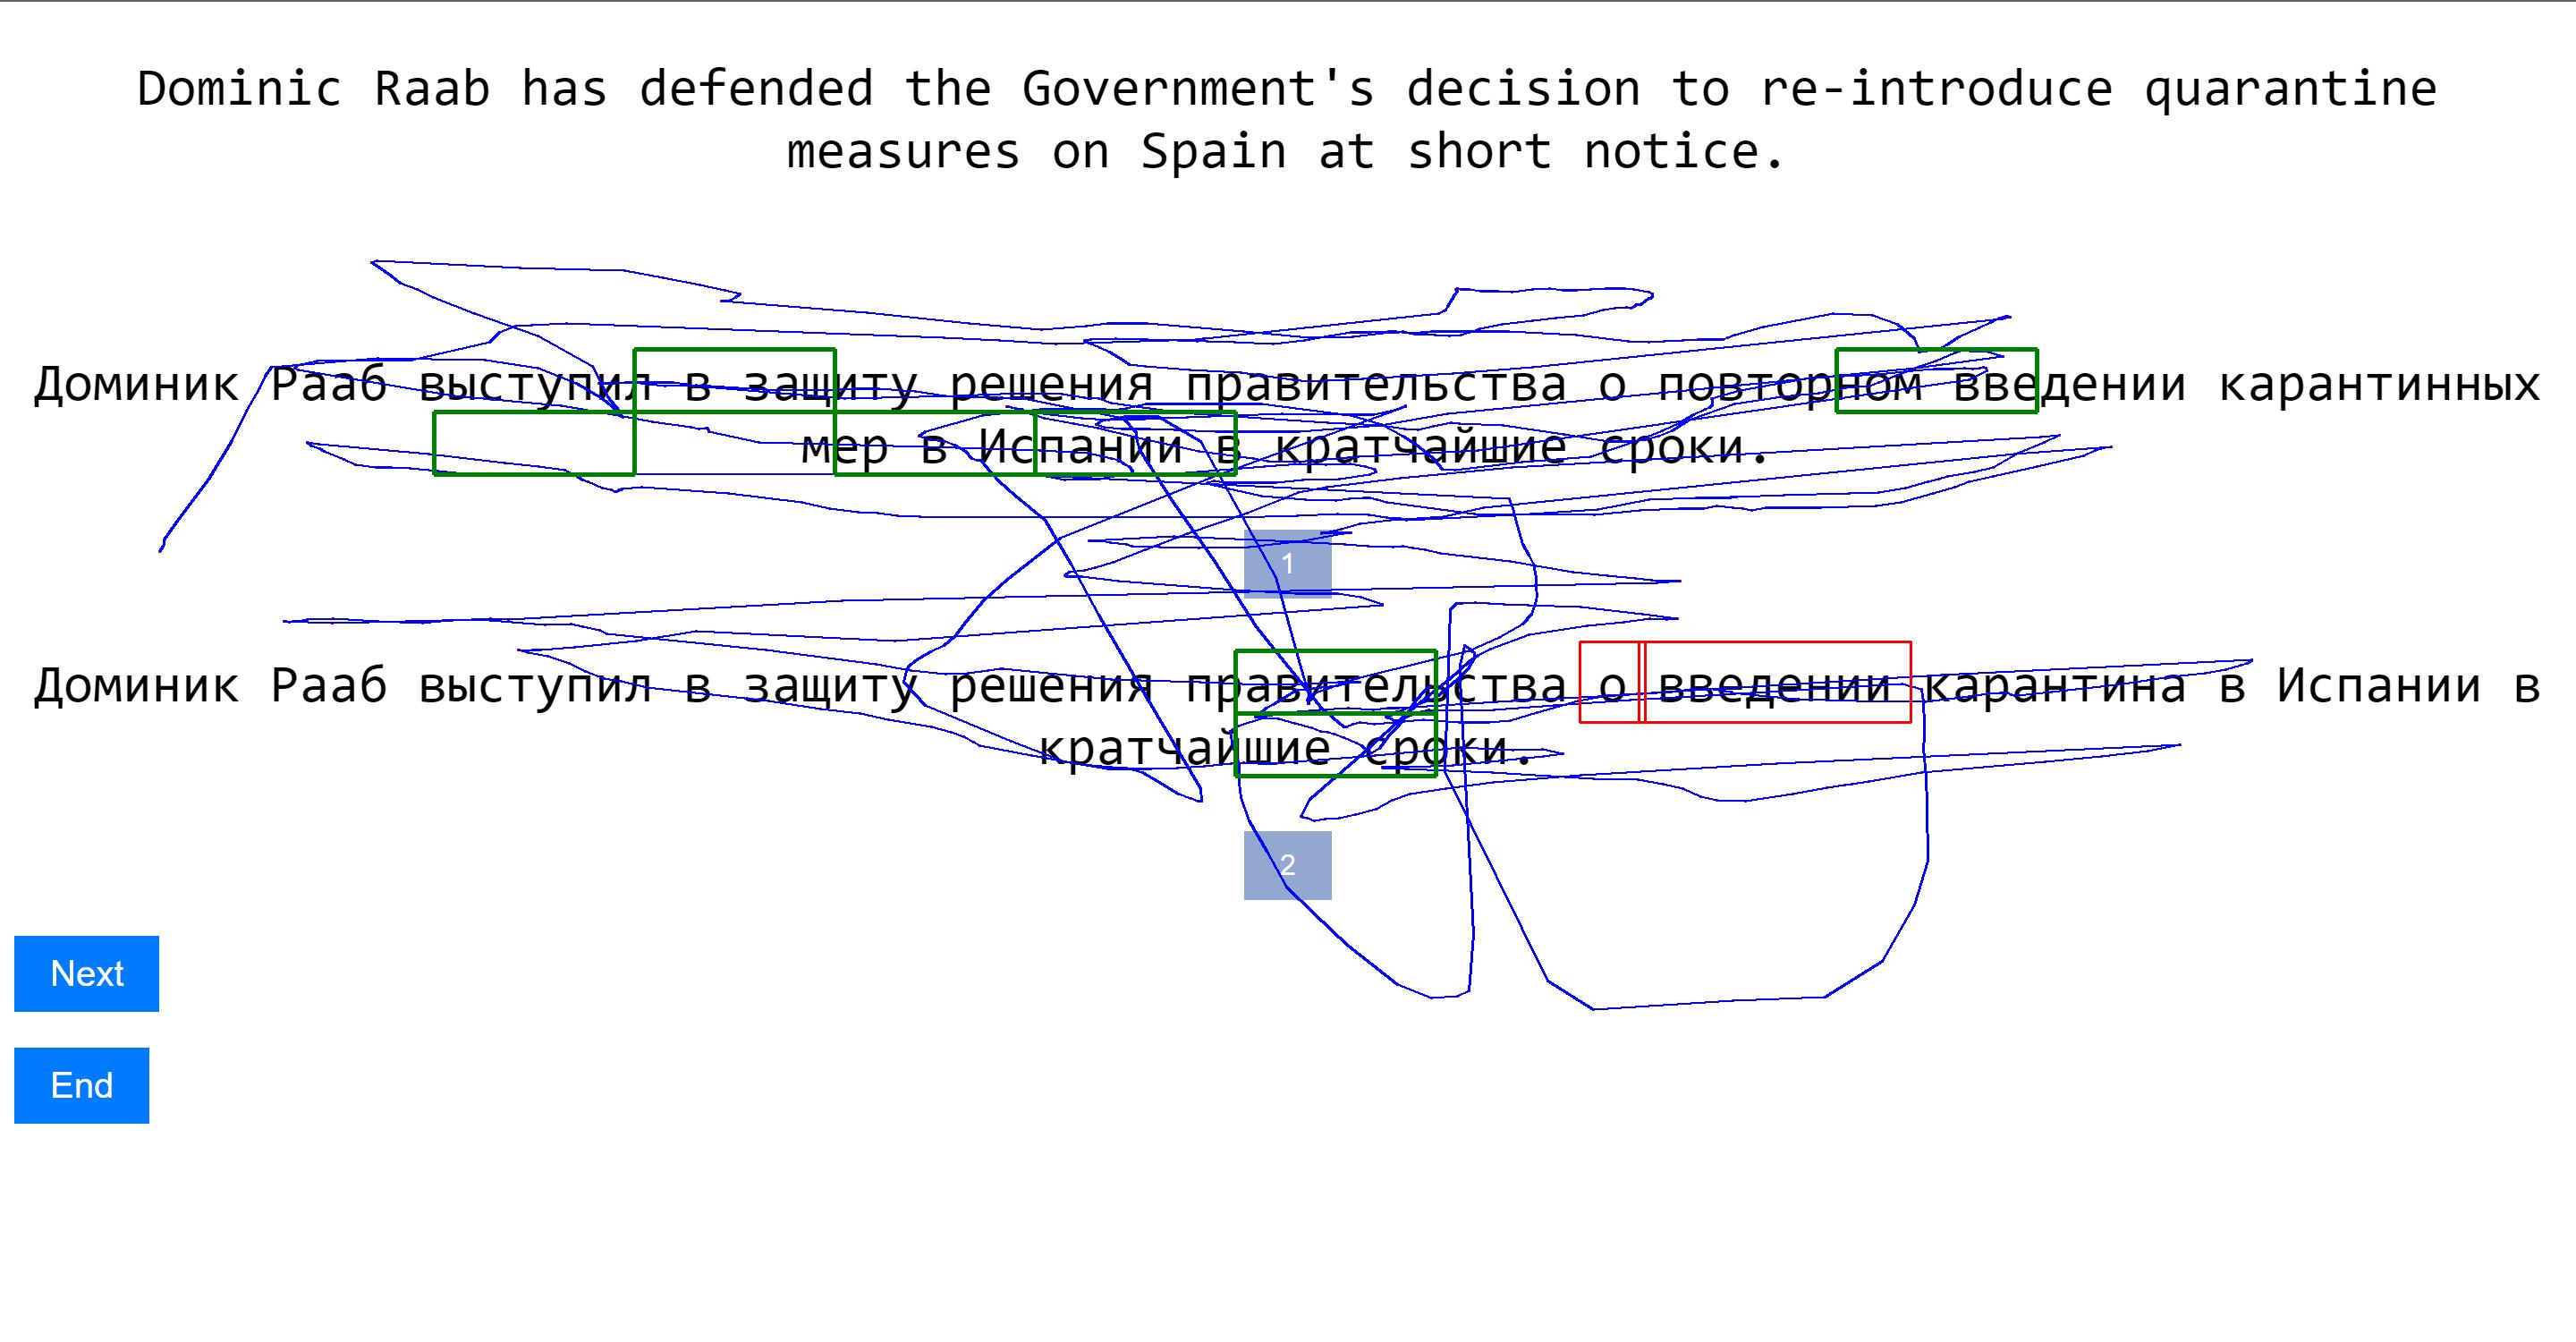 Dominic Raab has defended the Government's decision to re-introduce quarantine
measures on Spain at short notice.
Доминик Рааб выступил в защиту решения правительства о повторном введении карантинных
мер в Испании в кратчайшие сроки.
1
Доминик Рааб выступил в защиту решения правительства о введении карантина в Испании в
кратчайшие сроки.
2
Next
End